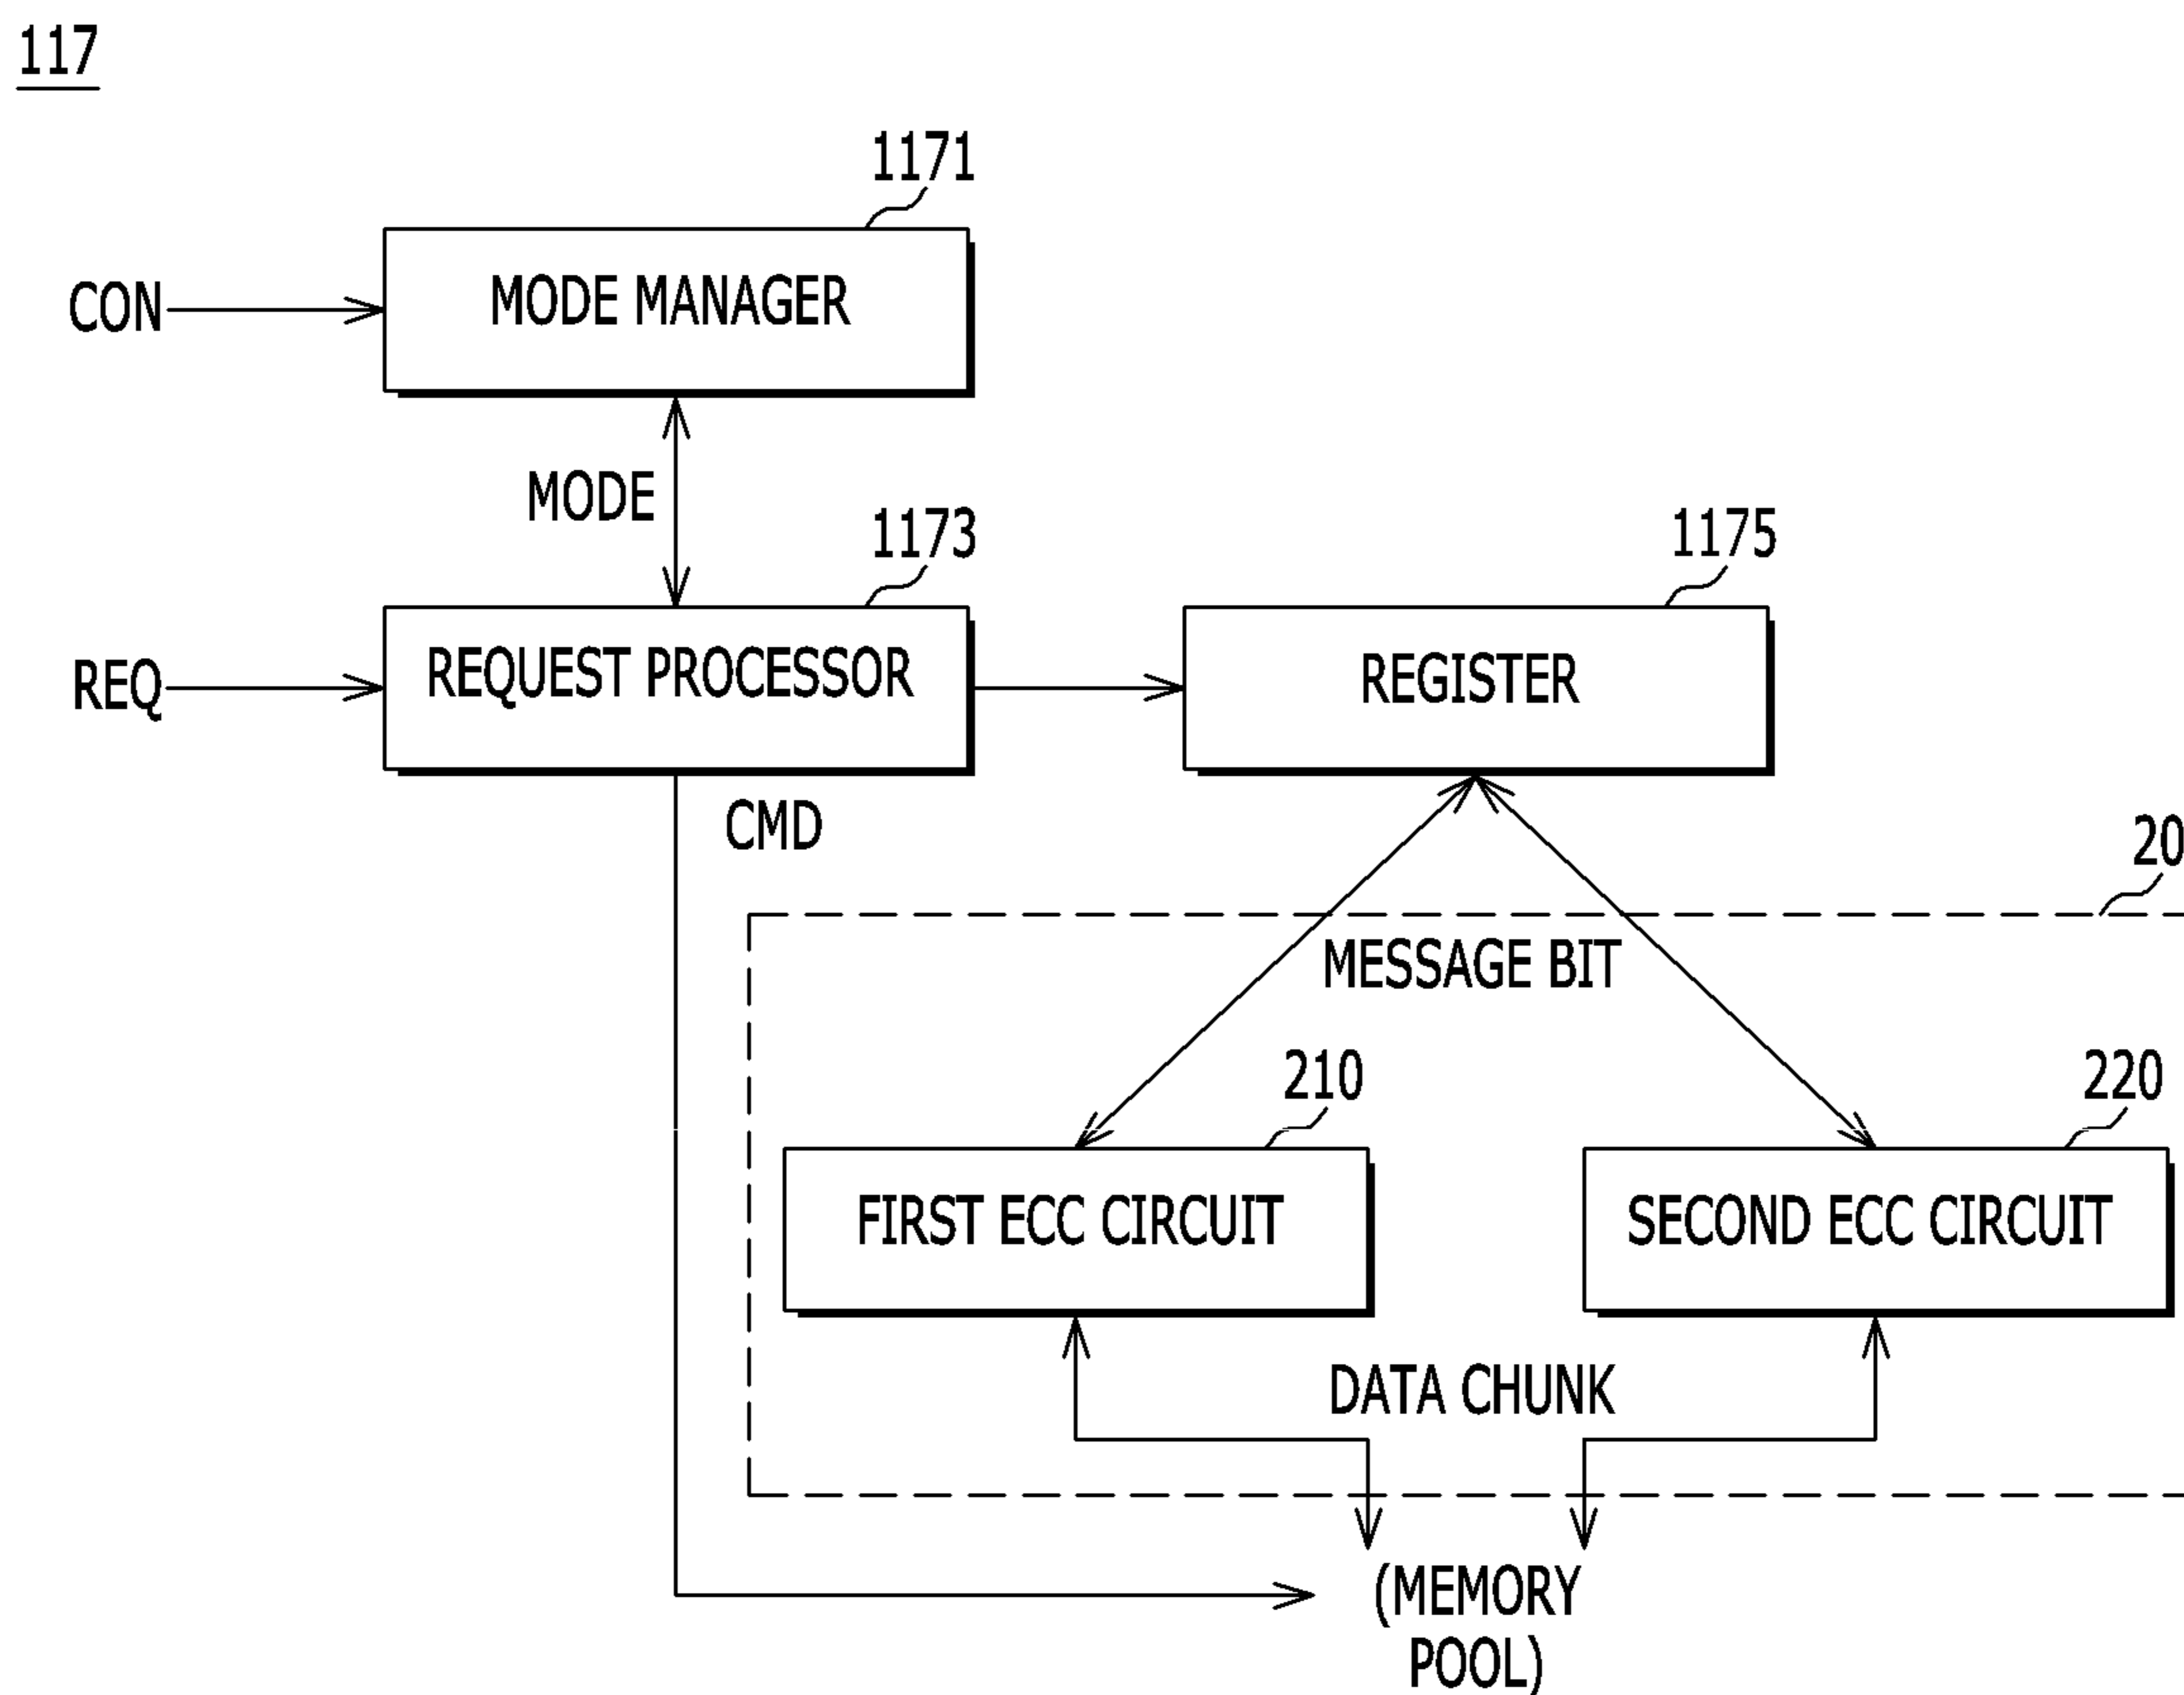 117
1171
CON
MODE MANAGER
MODE
1173
1175
REQ
REQUEST PROCESSOR
REGISTER
CMD
20
MESSAGE BIT
210
220
FIRST ECC CIRCUIT
SECOND ECC CIRCUIT
DATA CHUNK
(MEMORY
POOL)